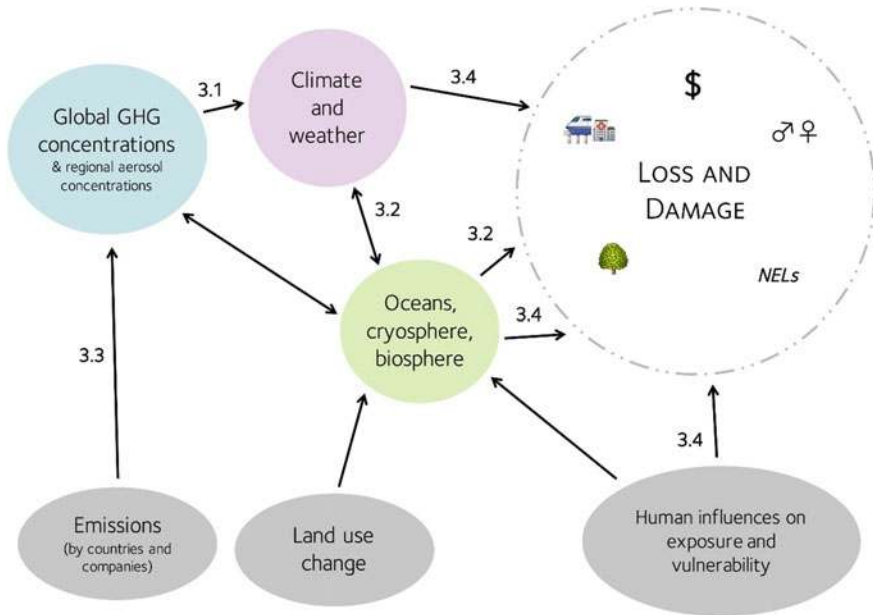 3.1
Global GHG
concentrations
& regional aerosol
concentrations
Climate
and
weather
3.4
$
♂♀
LOSS AND
DAMAGE
NELs
3.2
3.2
Oceans,
cryosphere,
biosphere
3.4
3.3
3.4
Emissions
(by countries and
companies)
Land use
change
Human influences on
exposure and
vulnerability